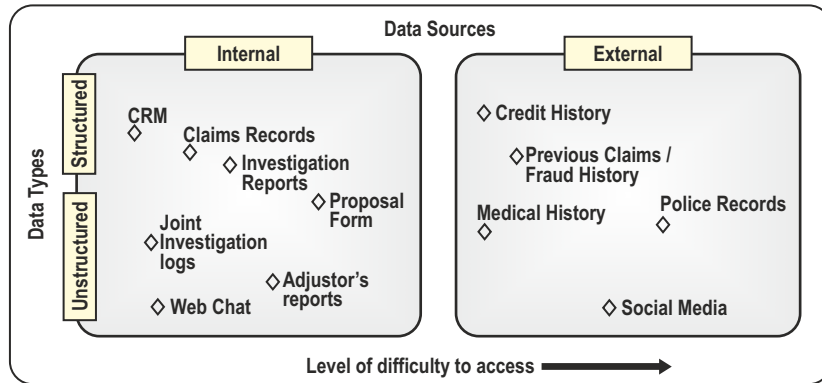 Data Sources
Internal
External
Data Types
Structured
Unstructured
CRM
Claims Records
Investigation
Reports
Proposal
Form
Joint
Investigation
logs
Adjustor's
reports
Web Chat
Credit History
Previous Claims /
Fraud History
Medical History
Police Records
Social Media
Level of difficulty to access